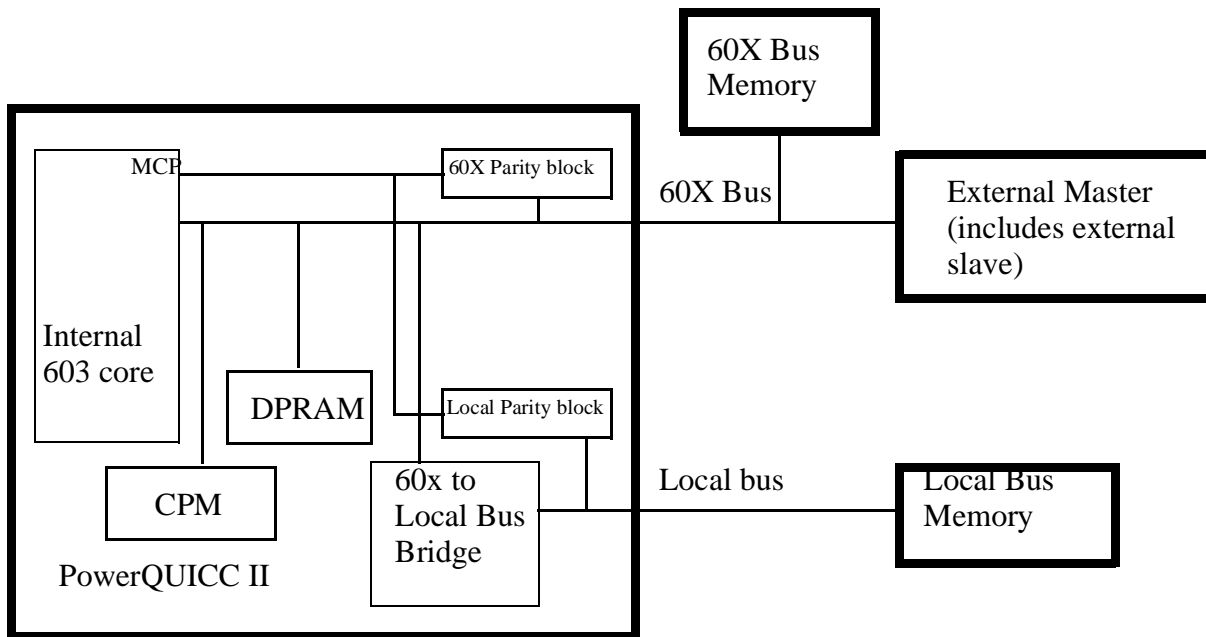 60X Bus
Memory
MCP
60X Parity block
60X Bus
External Master
(includes external
slave)
Internal
603 core
DPRAM
Local Parity block
CPM
60x to
Local Bus
Bridge
Local bus
Local Bus
Memory
PowerQUICC II